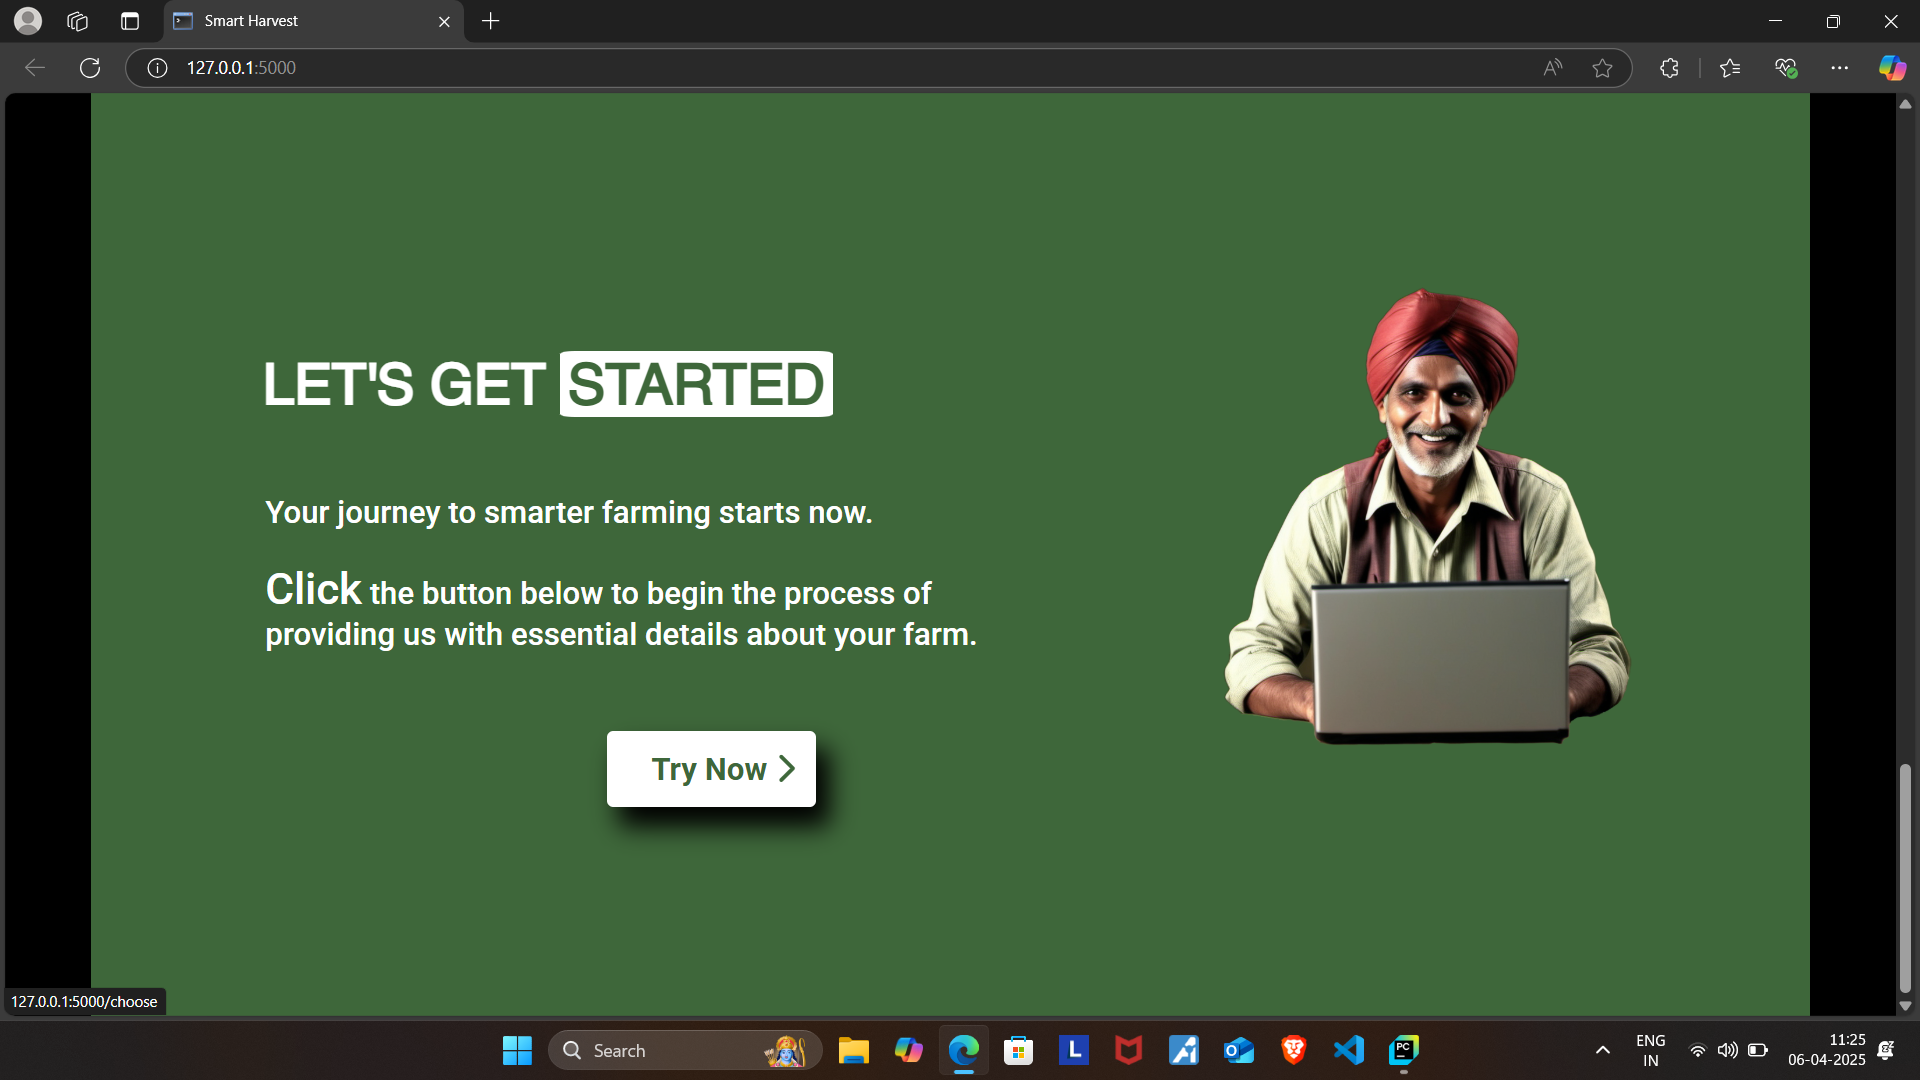 Smart Harvest
127.0.0.1:5000
LET'S GET STARTED
Your journey to smarter farming starts now.
Click the button below to begin the process of
providing us with essential details about your farm.
Try Now
127.0.0.1:5000/choose
Search
L
PC
ENG
IN
11:25
06-04-2025